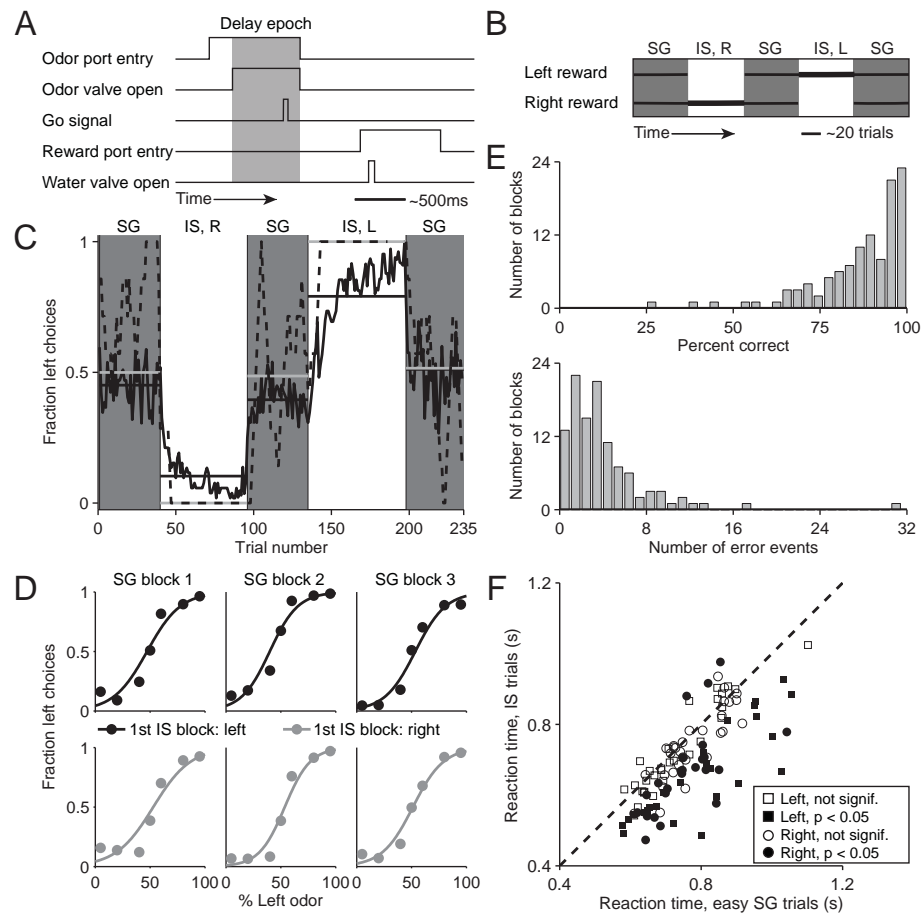 A
Delay epoch
Odor port entry
Odor valve open
Go signal
Reward port entry
Water valve open
Time
~500ms
B
SG IS, R SG IS, L SG
Left reward
Right reward
Time
~20 trials
C
SG IS, R SG IS, L SG
Fraction left choices
1
0.5
0
0 50 100 150 200 235
Trial number
D
SG block 1 SG block 2 SG block 3
Fraction left choices
1
0.5
0
1st IS block: left 1st IS block: right
1
0.5
0
0 50 100 0 50 100 0 50 100
% Left odor
E
Number of blocks
24
12
0
0 25 50 75 100
Percent correct
Number of blocks
24
12
0
0 8 16 24 32
Number of error events
F
Reaction time, IS trials (s)
1.2
0.8
0.4
0.4 0.8 1.2
Reaction time, easy SG trials (s)
Left, not signif.
Left, p < 0.05
Right, not signif.
Right, p < 0.05